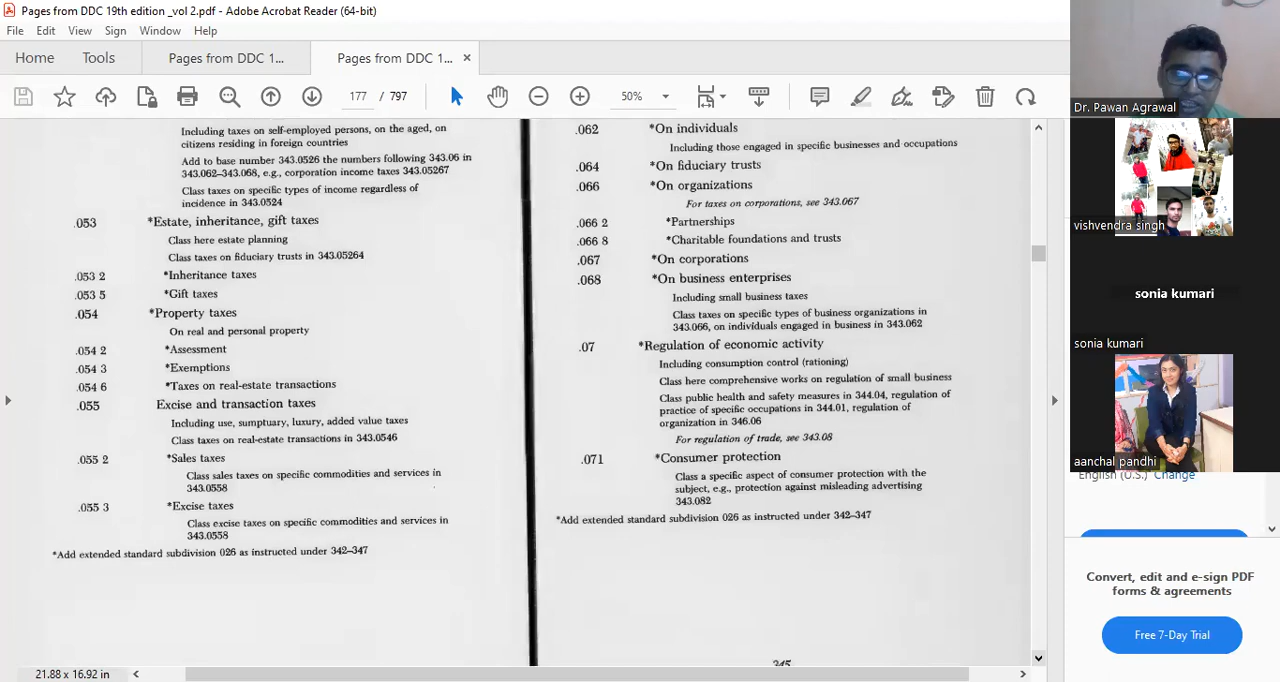 Pages from DDC 19th edition _vol 2.pdf - Adobe Acrobat Reader (64-bit)
File Edit View Sign Window Help
Home Tools Pages from DDC 1... Pages from DDC 1... ×
177 / 797 50%
Including taxes on self-employed persons, on the aged, on
citizens residing in foreign countries
Add to base number 343.0526 the numbers following 343.06 in
343.062–343.068, e.g., corporation income taxes 343.05267
Class taxes on specific types of income regardless of
incidence in 343.0524
.053 *Estate, inheritance, gift taxes
Class here estate planning
Class taxes on fiduciary trusts in 343.05264
.053 2 *Inheritance taxes
.053 5 *Gift taxes
.054 *Property taxes
On real and personal property
.054 2 *Assessment
.054 3 *Exemptions
.054 6 *Taxes on real-estate transactions
.055 Excise and transaction taxes
Including use, sumptuary, luxury, added value taxes
Class taxes on real-estate transactions in 343.0546
.055 2 *Sales taxes
Class sales taxes on specific commodities and services in
343.0558
.055 3 *Excise taxes
Class excise taxes on specific commodities and services in
343.0558
*Add extended standard subdivision 026 as instructed under 342–347
.062 *On individuals
Including those engaged in specific businesses and occupations
.064 *On fiduciary trusts
.066 *On organizations
For taxes on corporations, see 343.067
.066 2 *Partnerships
.066 8 *Charitable foundations and trusts
.067 *On corporations
.068 *On business enterprises
Including small business taxes
Class taxes on specific types of business organizations in
343.066, on individuals engaged in business in 343.062
.07 *Regulation of economic activity
Including consumption control (rationing)
Class here comprehensive works on regulation of small business
Class public health and safety measures in 344.04, regulation of
practice of specific occupations in 344.01, regulation of
organization in 346.06
For regulation of trade, see 343.08
.071 *Consumer protection
Class a specific aspect of consumer protection with the
subject, e.g., protection against misleading advertising
343.082
*Add extended standard subdivision 026 as instructed under 342–347
345
21.88 x 16.92 in
Dr. Pawan Agrawal
vishvendra singh
sonia kumari
sonia kumari
aanchal pandhi
English (U.S.) Change
Convert, edit and e-sign PDF
forms & agreements
Free 7-Day Trial